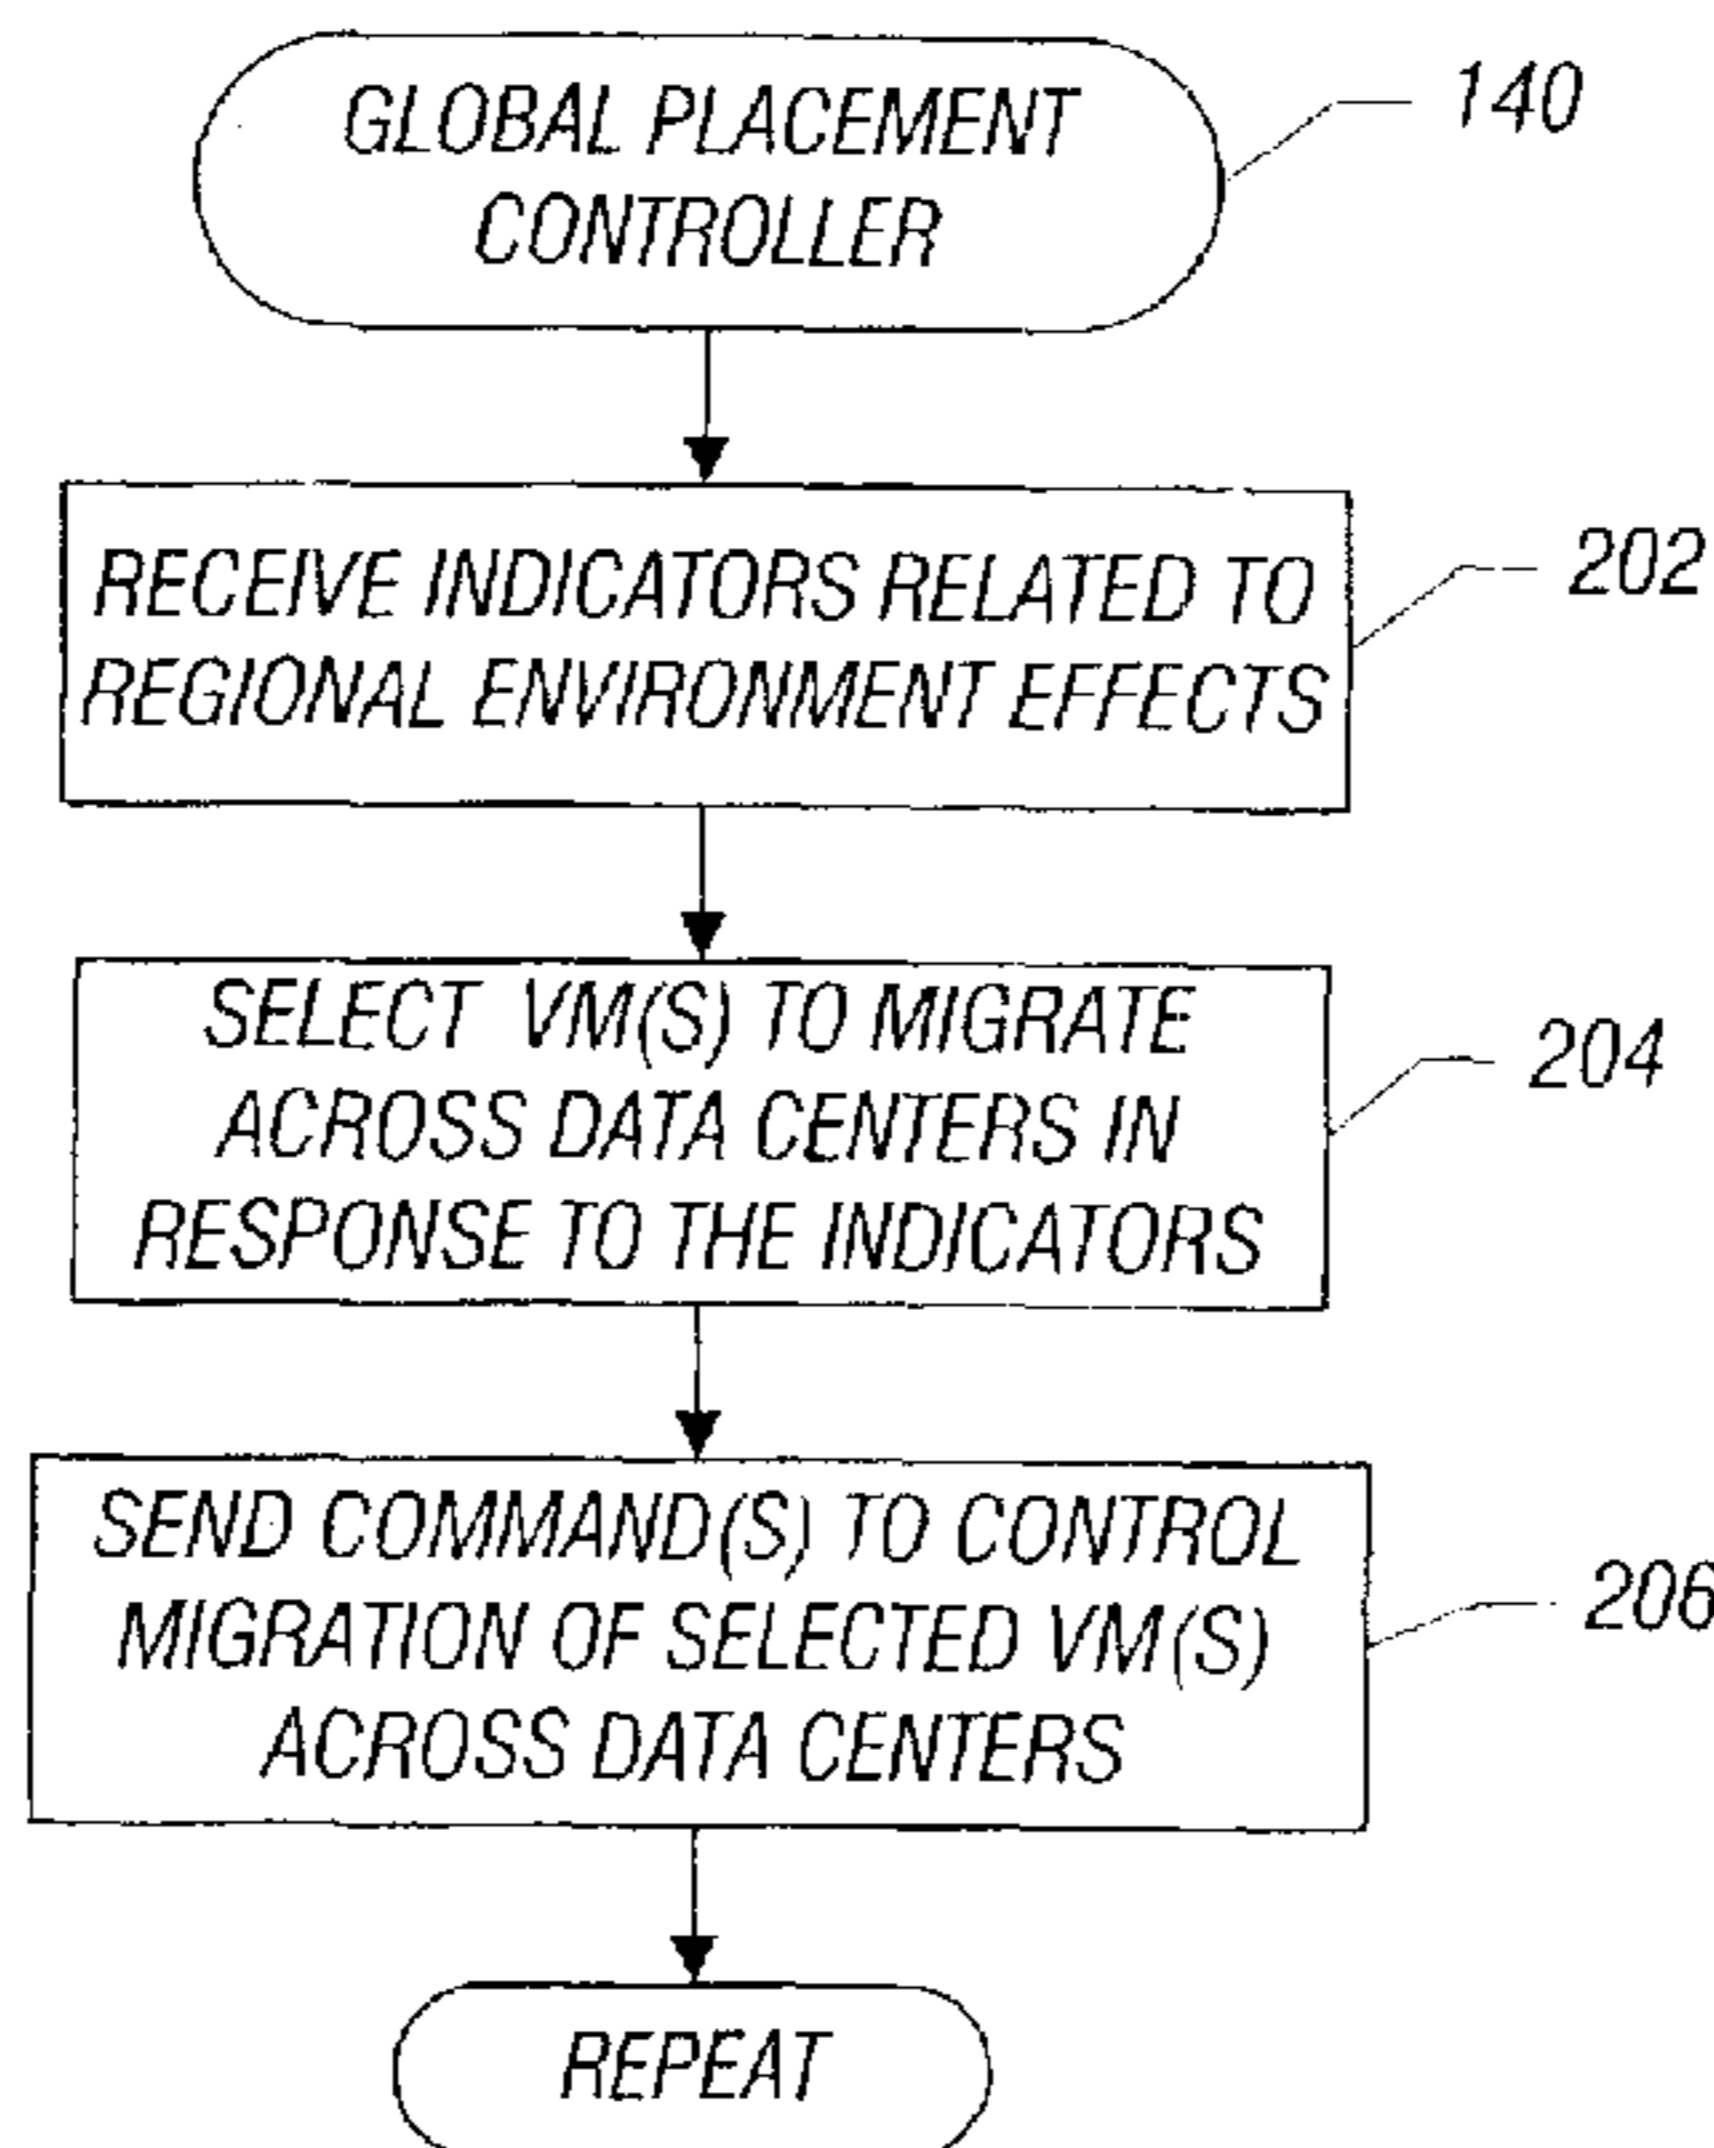 GLOBAL PLACEMENT
CONTROLLER
140
RECEIVE INDICATORS RELATED TO
REGIONAL ENVIRONMENT EFFECTS
202
SELECT VM(S) TO MIGRATE
ACROSS DATA CENTERS IN
RESPONSE TO THE INDICATORS
204
SEND COMMAND(S) TO CONTROL
MIGRATION OF SELECTED VM(S)
ACROSS DATA CENTERS
206
REPEAT